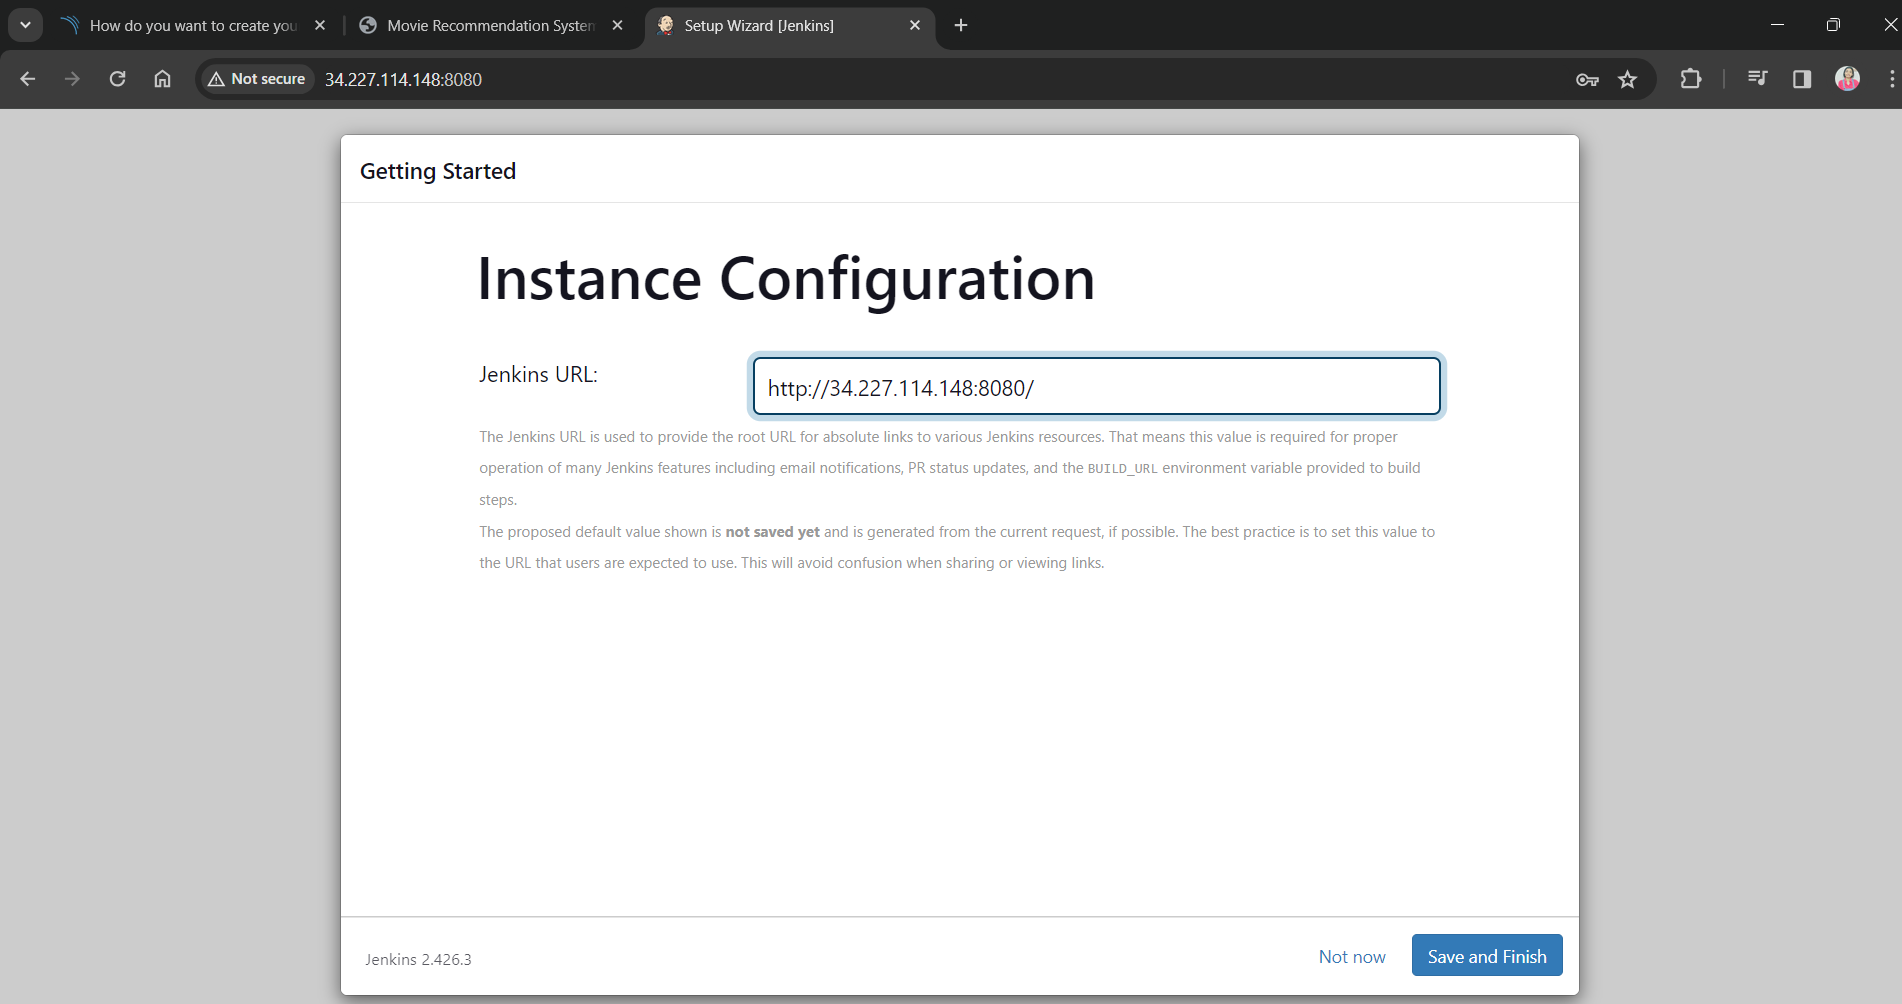 How do you want to create you
Movie Recommendation System
Setup Wizard [Jenkins]
Not secure
34.227.114.148:8080
Getting Started
Instance Configuration
Jenkins URL:
http://34.227.114.148:8080/
The Jenkins URL is used to provide the root URL for absolute links to various Jenkins resources. That means this value is required for proper
operation of many Jenkins features including email notifications, PR status updates, and the BUILD_URL environment variable provided to build
steps.
The proposed default value shown is not saved yet and is generated from the current request, if possible. The best practice is to set this value to
the URL that users are expected to use. This will avoid confusion when sharing or viewing links.
Jenkins 2.426.3
Not now
Save and Finish